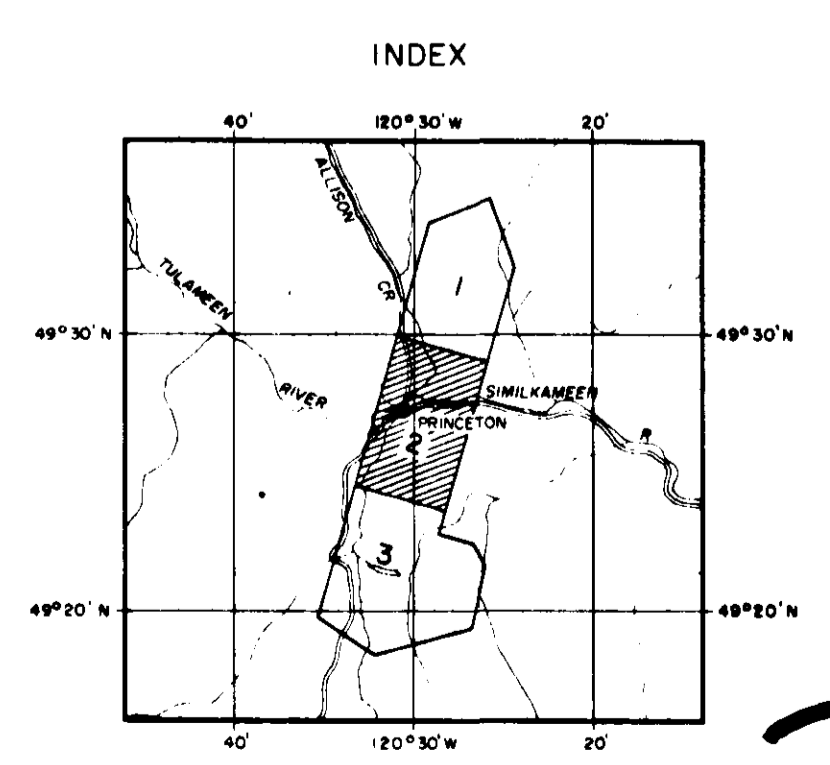 INDEX
40' 120° 30' W 20'
ALLISON
CR
TULAMEEN
1
49° 30' N 49° 30' N
RIVER
SIMILKAMEEN
PRINCETON
R
2
3
49° 20' N 49° 20' N
40' 120° 30' W 20'